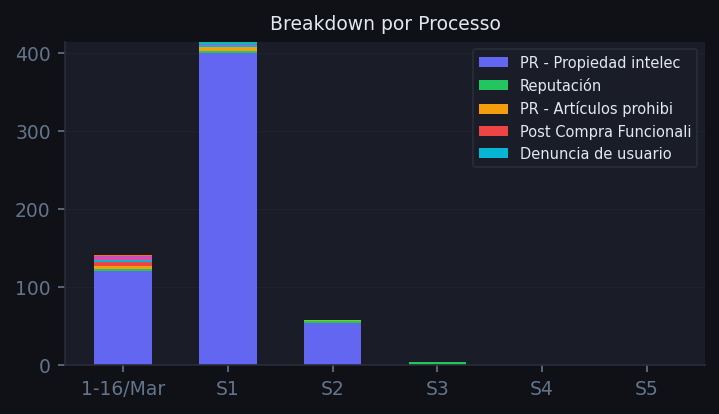 Breakdown por Processo
400
300
200
100
0
PR - Propiedad intelec
Reputación
PR - Artículos prohibi
Post Compra Funcionali
Denuncia de usuario
1-16/Mar
S1
S2
S3
S4
S5